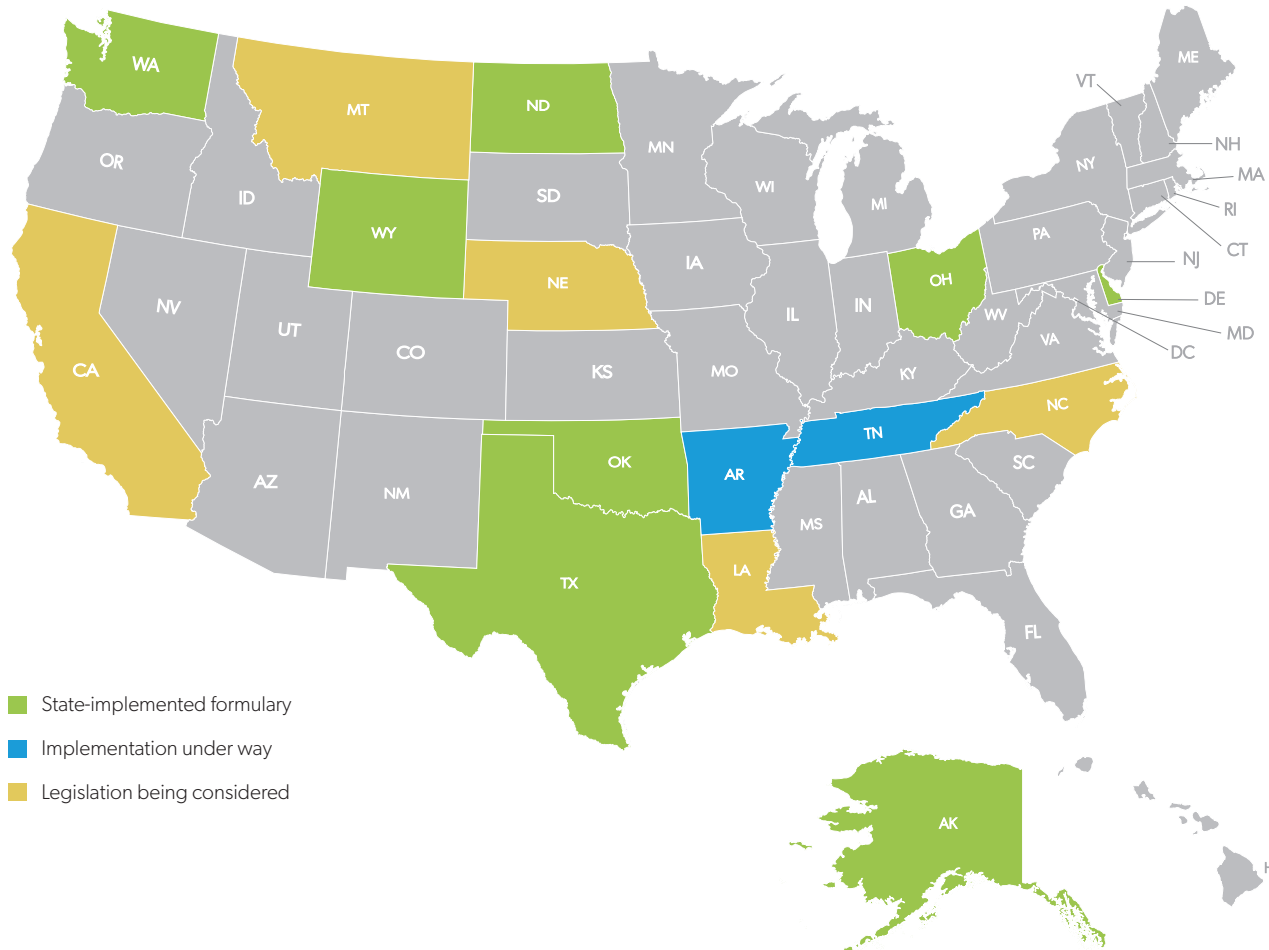 WA
MT
ND
MN
ME
VT
OR
ID
SD
WI
MI
NY
NH
MA
RI
WY
CT
PA
NJ
NE
IA
OH
DE
NV
UT
CO
IL
IN
WV
MD
DC
VA
CA
KS
MO
KY
NC
TN
AZ
NM
OK
AR
SC
MS
AL
GA
TX
LA
FL
State-implemented formulary
Implementation under way
Legislation being considered
AK